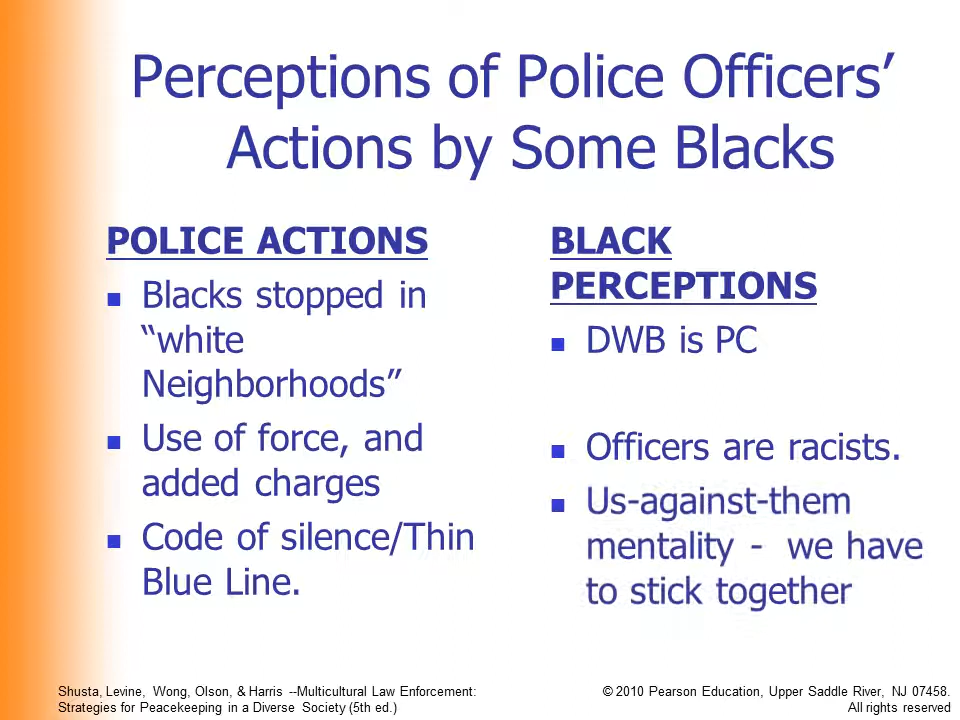 Perceptions of Police Officers’
Actions by Some Blacks
POLICE ACTIONS
Blacks stopped in
“white
Neighborhoods”
Use of force, and
added charges
Code of silence/Thin
Blue Line.
BLACK
PERCEPTIONS
DWB is PC
Officers are racists.
Us-against-them
mentality - we have
to stick together
Shusta, Levine, Wong, Olson, & Harris --Multicultural Law Enforcement:
Strategies for Peacekeeping in a Diverse Society (5th ed.)
© 2010 Pearson Education, Upper Saddle River, NJ 07458.
All rights reserved